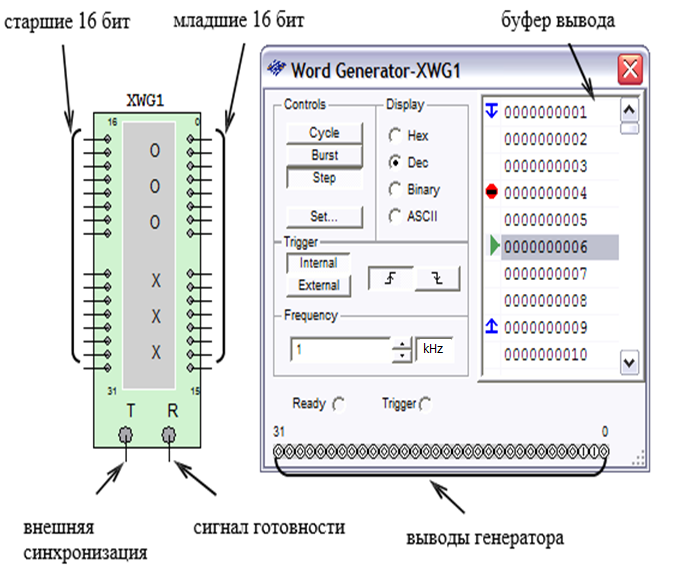 старшие 16 бит
младшие 16 бит
буфер вывода
XWG1
16
0
O
O
O
X
X
X
31
15
T
R
внешняя
синхронизация
сигнал готовности
Word Generator-XWG1
Controls
Cycle
Burst
Step
Set...
Display
Hex
Dec
Binary
ASCII
Trigger
Internal
External
Frequency
1
kHz
Ready
Trigger
0000000001
0000000002
0000000003
0000000004
0000000005
0000000006
0000000007
0000000008
0000000009
0000000010
31
0
выводы генератора